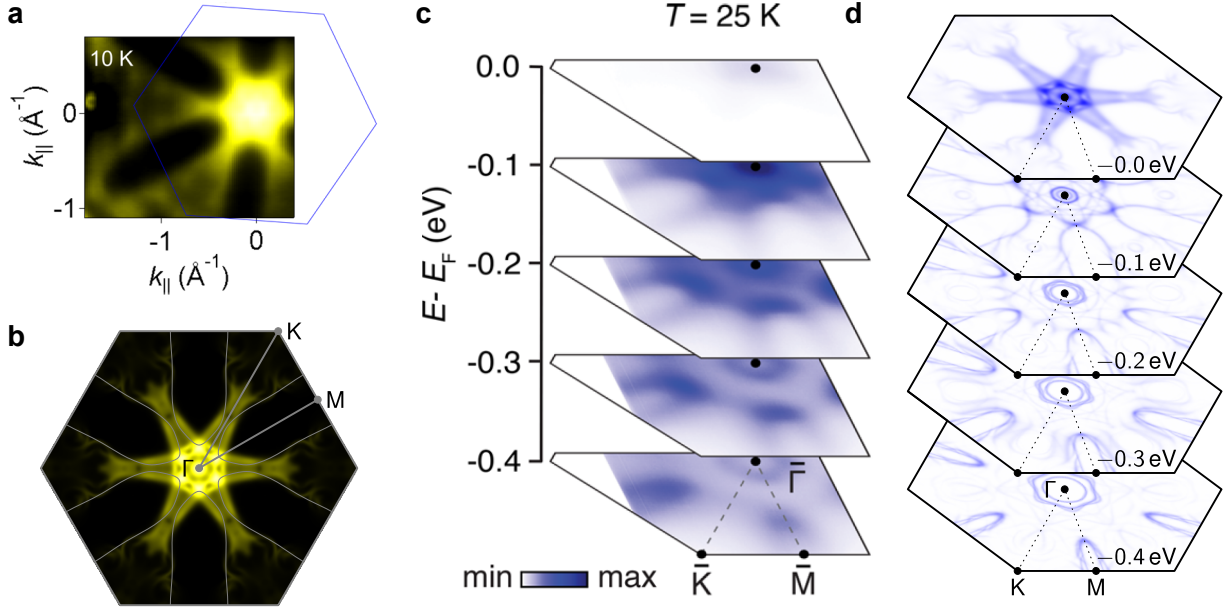 a
10 K
0
-1
k|| (Å⁻¹)
-1
0
k|| (Å⁻¹)
b
K
M
Γ
c
T = 25 K
0.0
-0.1
-0.2
-0.3
-0.4
E- E_F (eV)
Γ̄
K̄
M̄
min
max
d
−0.0 eV
−0.1 eV
−0.2 eV
−0.3 eV
Γ
−0.4 eV
K
M